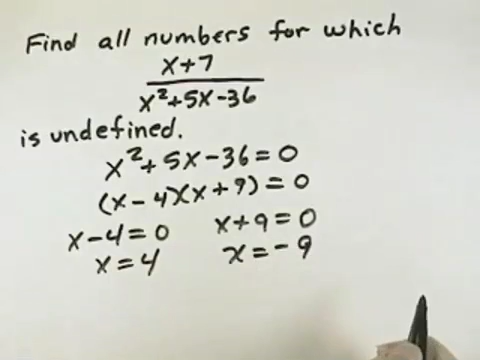 Find all numbers for which
x+7
x²+5x-36
is undefined.
x²+5x-36=0
(x-4)(x+9)=0
x-4=0 x+9=0
x=4 x=-9